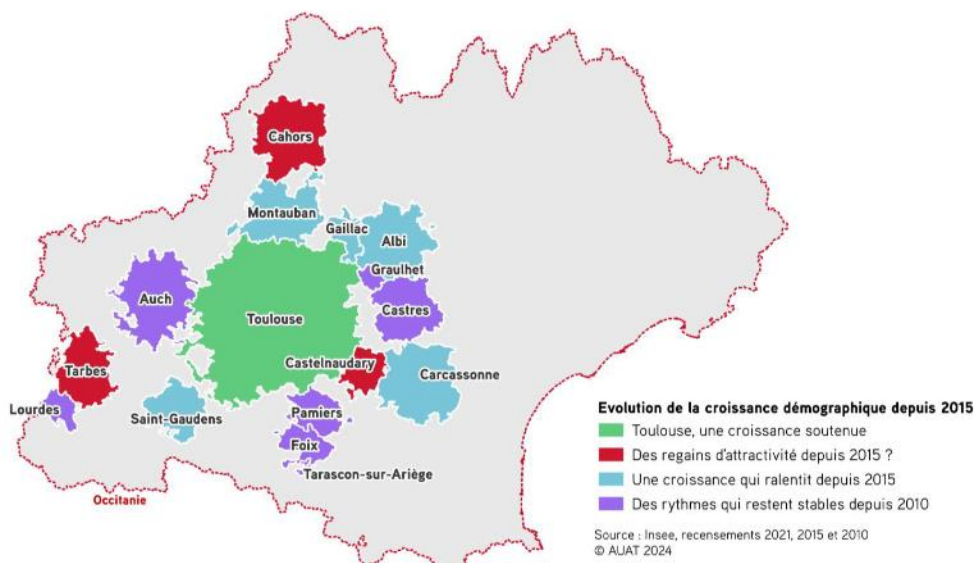 Cahors
Montauban
Gaillac
Albi
Graulhet
Auch
Castres
Toulouse
Castelnaudary
Carcassonne
Tarbes
Lourdes
Saint-Gaudens
Pamiers
Foix
Tarascon-sur-Ariège
Occitanie
Evolution de la croissance démographique depuis 2015
Toulouse, une croissance soutenue
Des regains d'attractivité depuis 2015 ?
Une croissance qui ralentit depuis 2015
Des rythmes qui restent stables depuis 2010
Source : Insee, recensements 2021, 2015 et 2010
© AUAT 2024